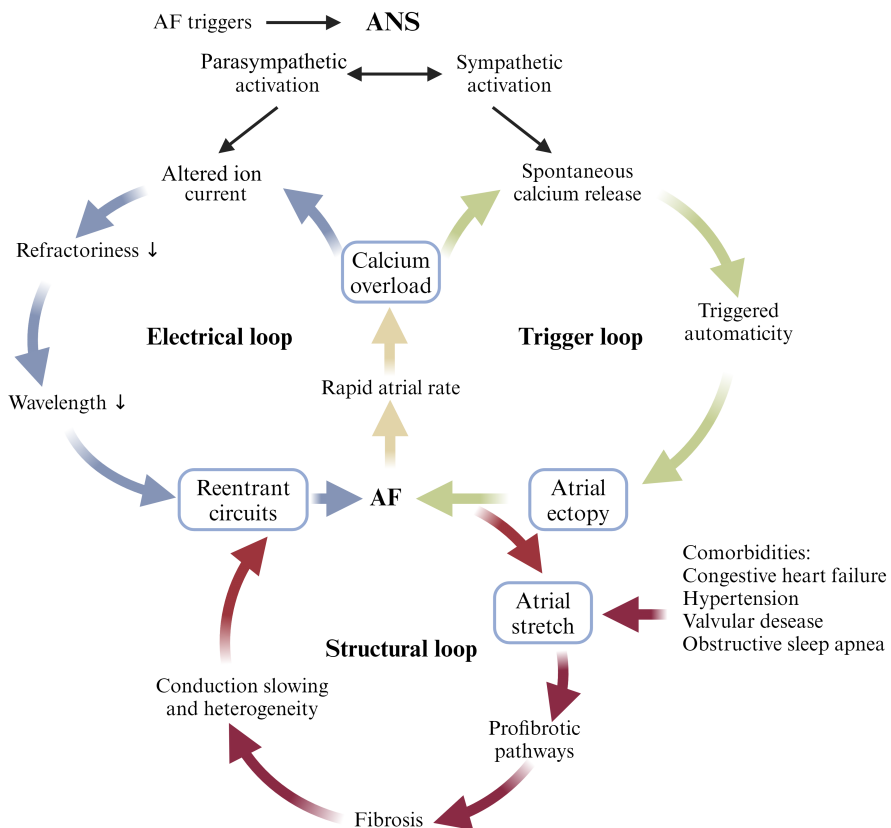 AF triggers
ANS
Parasympathetic
activation
Sympathetic
activation
Altered ion
current
Spontaneous
calcium release
Refractoriness ↓
Calcium
overload
Electrical loop
Trigger loop
Triggered
automaticity
Rapid atrial rate
Wavelength ↓
Reentrant
circuits
AF
Atrial
ectopy
Comorbidities:
Congestive heart failure
Hypertension
Valvular desease
Obstructive sleep apnea
Atrial
stretch
Structural loop
Conduction slowing
and heterogeneity
Profibrotic
pathways
Fibrosis